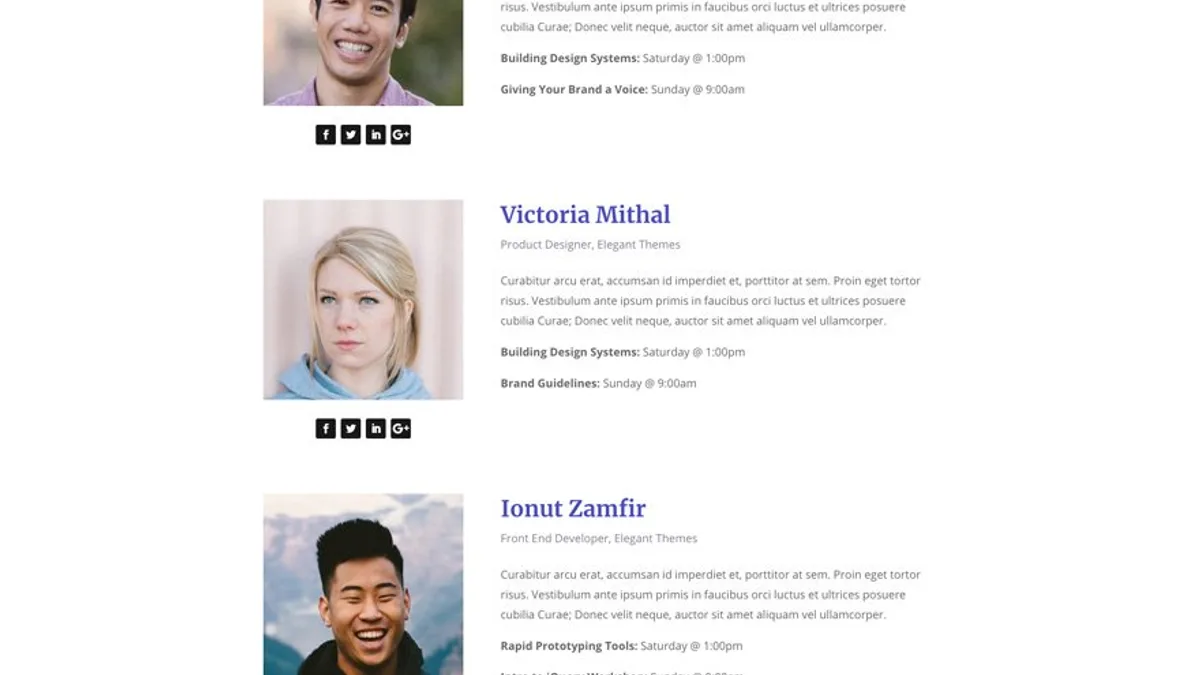 risus. Vestibulum ante ipsum primis in faucibus orci luctus et ultrices posuere
cubilia Curae; Donec velit neque, auctor sit amet aliquam vel ullamcorper.
Building Design Systems: Saturday @ 1:00pm
Giving Your Brand a Voice: Sunday @ 9:00am
f in G+
Victoria Mithal
Product Designer, Elegant Themes
Curabitur arcu erat, accumsan id imperdiet et, porttitor at sem. Proin eget tortor
risus. Vestibulum ante ipsum primis in faucibus orci luctus et ultrices posuere
cubilia Curae; Donec velit neque, auctor sit amet aliquam vel ullamcorper.
Building Design Systems: Saturday @ 1:00pm
Brand Guidelines: Sunday @ 9:00am
f in G+
Ionut Zamfir
Front End Developer, Elegant Themes
Curabitur arcu erat, accumsan id imperdiet et, porttitor at sem. Proin eget tortor
risus. Vestibulum ante ipsum primis in faucibus orci luctus et ultrices posuere
cubilia Curae; Donec velit neque, auctor sit amet aliquam vel ullamcorper.
Rapid Prototyping Tools: Saturday @ 1:00pm